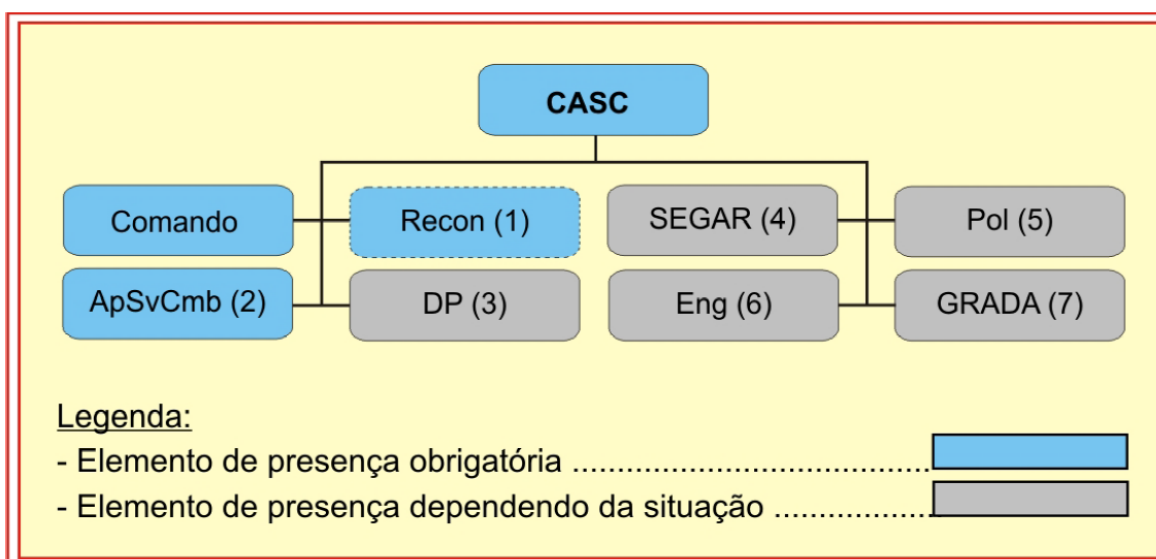 CASC
Comando
Recon (1)
SEGAR (4)
Pol (5)
ApSvCmb (2)
DP (3)
Eng (6)
GRADA (7)
Legenda:
- Elemento de presença obrigatória ..........................................
- Elemento de presença dependendo da situação ....................